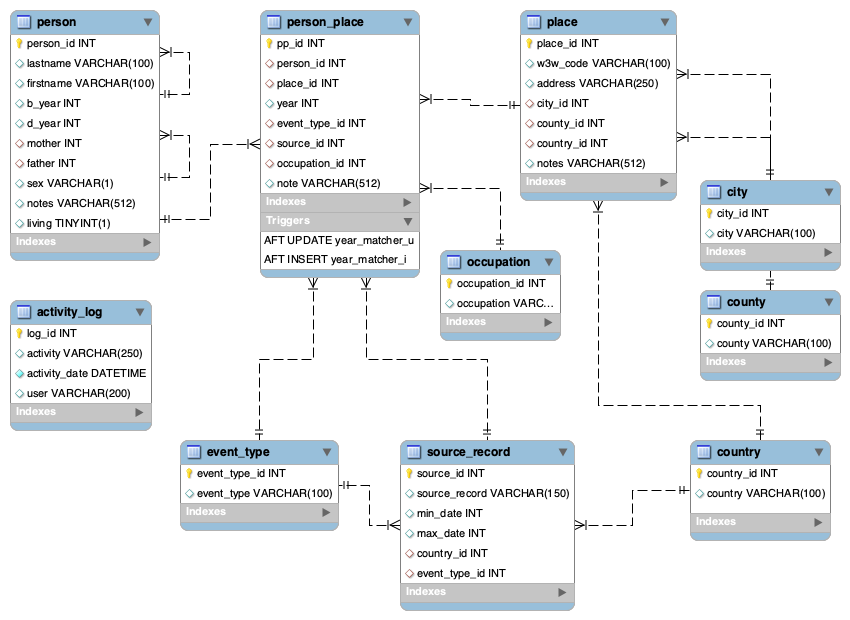 person
person_id INT
lastname VARCHAR(100)
firstname VARCHAR(100)
b_year INT
d_year INT
mother INT
father INT
sex VARCHAR(1)
notes VARCHAR(512)
living TINYINT(1)
Indexes
person_place
pp_id INT
person_id INT
place_id INT
year INT
event_type_id INT
source_id INT
occupation_id INT
note VARCHAR(512)
Indexes
Triggers
AFT UPDATE year_matcher_u
AFT INSERT year_matcher_i
place
place_id INT
w3w_code VARCHAR(100)
address VARCHAR(250)
city_id INT
county_id INT
country_id INT
notes VARCHAR(512)
Indexes
city
city_id INT
city VARCHAR(100)
Indexes
occupation
occupation_id INT
occupation VARC...
Indexes
county
county_id INT
county VARCHAR(100)
Indexes
activity_log
log_id INT
activity VARCHAR(250)
activity_date DATETIME
user VARCHAR(200)
Indexes
event_type
event_type_id INT
event_type VARCHAR(100)
Indexes
source_record
source_id INT
source_record VARCHAR(150)
min_date INT
max_date INT
country_id INT
event_type_id INT
Indexes
country
country_id INT
country VARCHAR(100)
Indexes